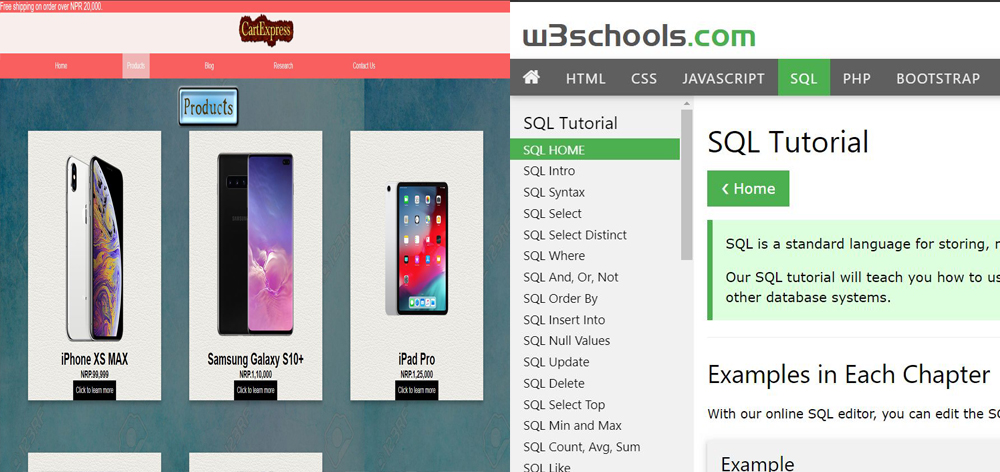 Free shipping on order over NPR 20,000.
CartExpress
Home Products Blog Research Contact Us
Products
iPhone XS MAX
NRP.99,999
Click to learn more
Samsung Galaxy S10+
NRP.1,10,000
Click to learn more
iPad Pro
NRP.1,25,000
Click to learn more
w3schools.com
HTML CSS JAVASCRIPT SQL PHP BOOTSTRAP
SQL Tutorial
SQL HOME
SQL Intro
SQL Syntax
SQL Select
SQL Select Distinct
SQL Where
SQL And, Or, Not
SQL Order By
SQL Insert Into
SQL Null Values
SQL Update
SQL Delete
SQL Select Top
SQL Min and Max
SQL Count, Avg, Sum
SQL Like
SQL Tutorial
❮ Home
SQL is a standard language for storing,
Our SQL tutorial will teach you how to
other database systems.
Examples in Each Chapter
With our online SQL editor, you can edit the
Example